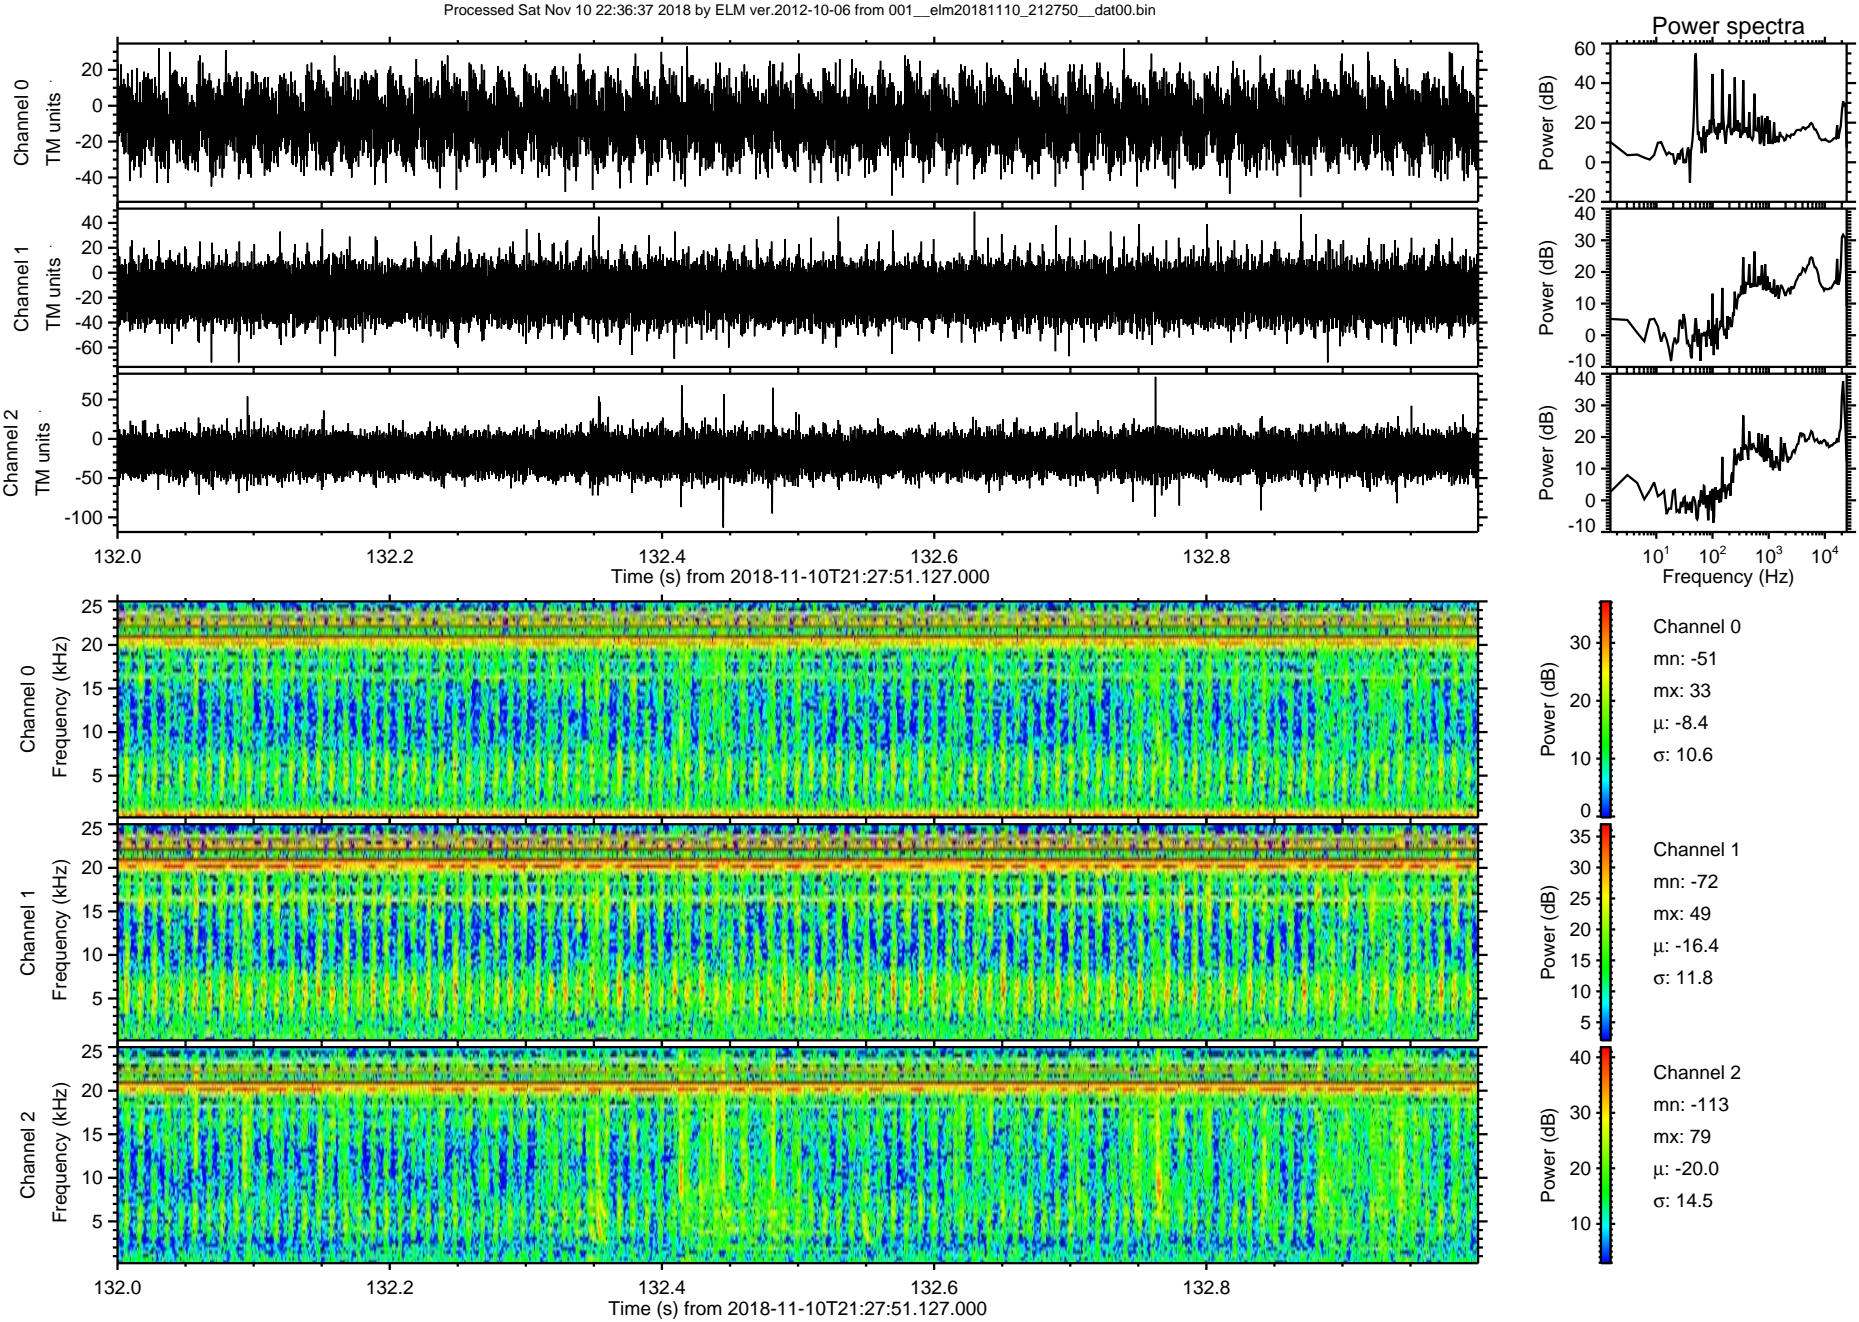 Processed Sat Nov 10 22:36:37 2018 by ELM ver.2012-10-06 from 001__elm20181110_212750__dat00.bin
Power spectra
Channel 0
TM units
20
0
-20
-40
Power (dB)
60
40
20
0
-20
Channel 1
TM units
40
20
0
-20
-40
-60
Power (dB)
40
30
20
10
0
-10
Channel 2
TM units
50
0
-50
-100
Power (dB)
40
30
20
10
0
-10
132.0 132.2 132.4 132.6 132.8
Time (s) from 2018-11-10T21:27:51.127.000
10^1 10^2 10^3 10^4
Frequency (Hz)
Channel 0
Frequency (kHz)
25
20
15
10
5
Power (dB)
30
20
10
0
Channel 0
mn: -51
mx: 33
µ: -8.4
σ: 10.6
Channel 1
Frequency (kHz)
25
20
15
10
5
Power (dB)
35
30
25
20
15
10
5
Channel 1
mn: -72
mx: 49
µ: -16.4
σ: 11.8
Channel 2
Frequency (kHz)
25
20
15
10
5
Power (dB)
40
30
20
10
Channel 2
mn: -113
mx: 79
µ: -20.0
σ: 14.5
132.0 132.2 132.4 132.6 132.8
Time (s) from 2018-11-10T21:27:51.127.000